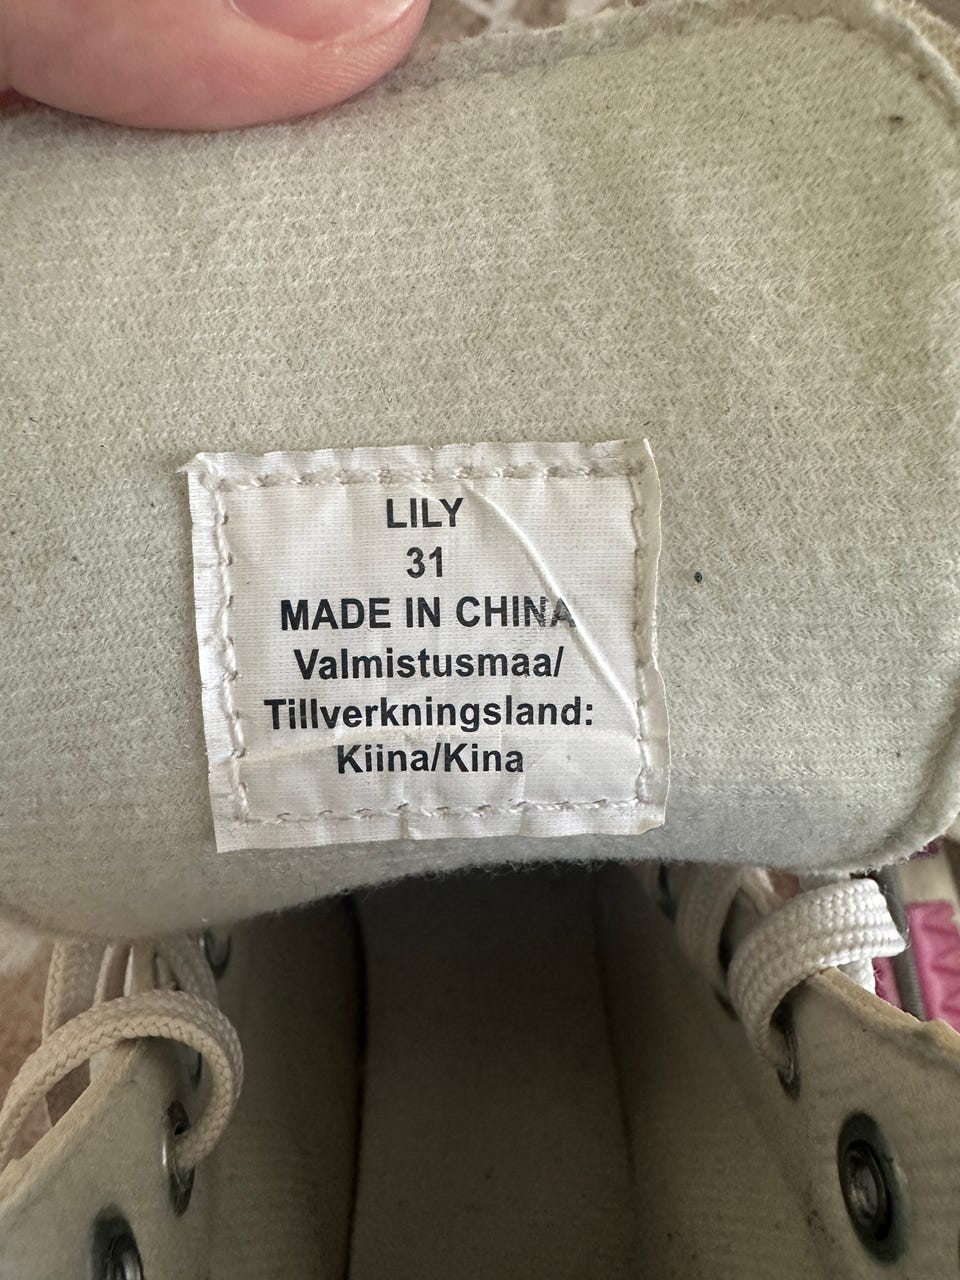 LILY
31
MADE IN CHINA
Valmistusmaa/
Tillverkningsland:
Kiina/Kina